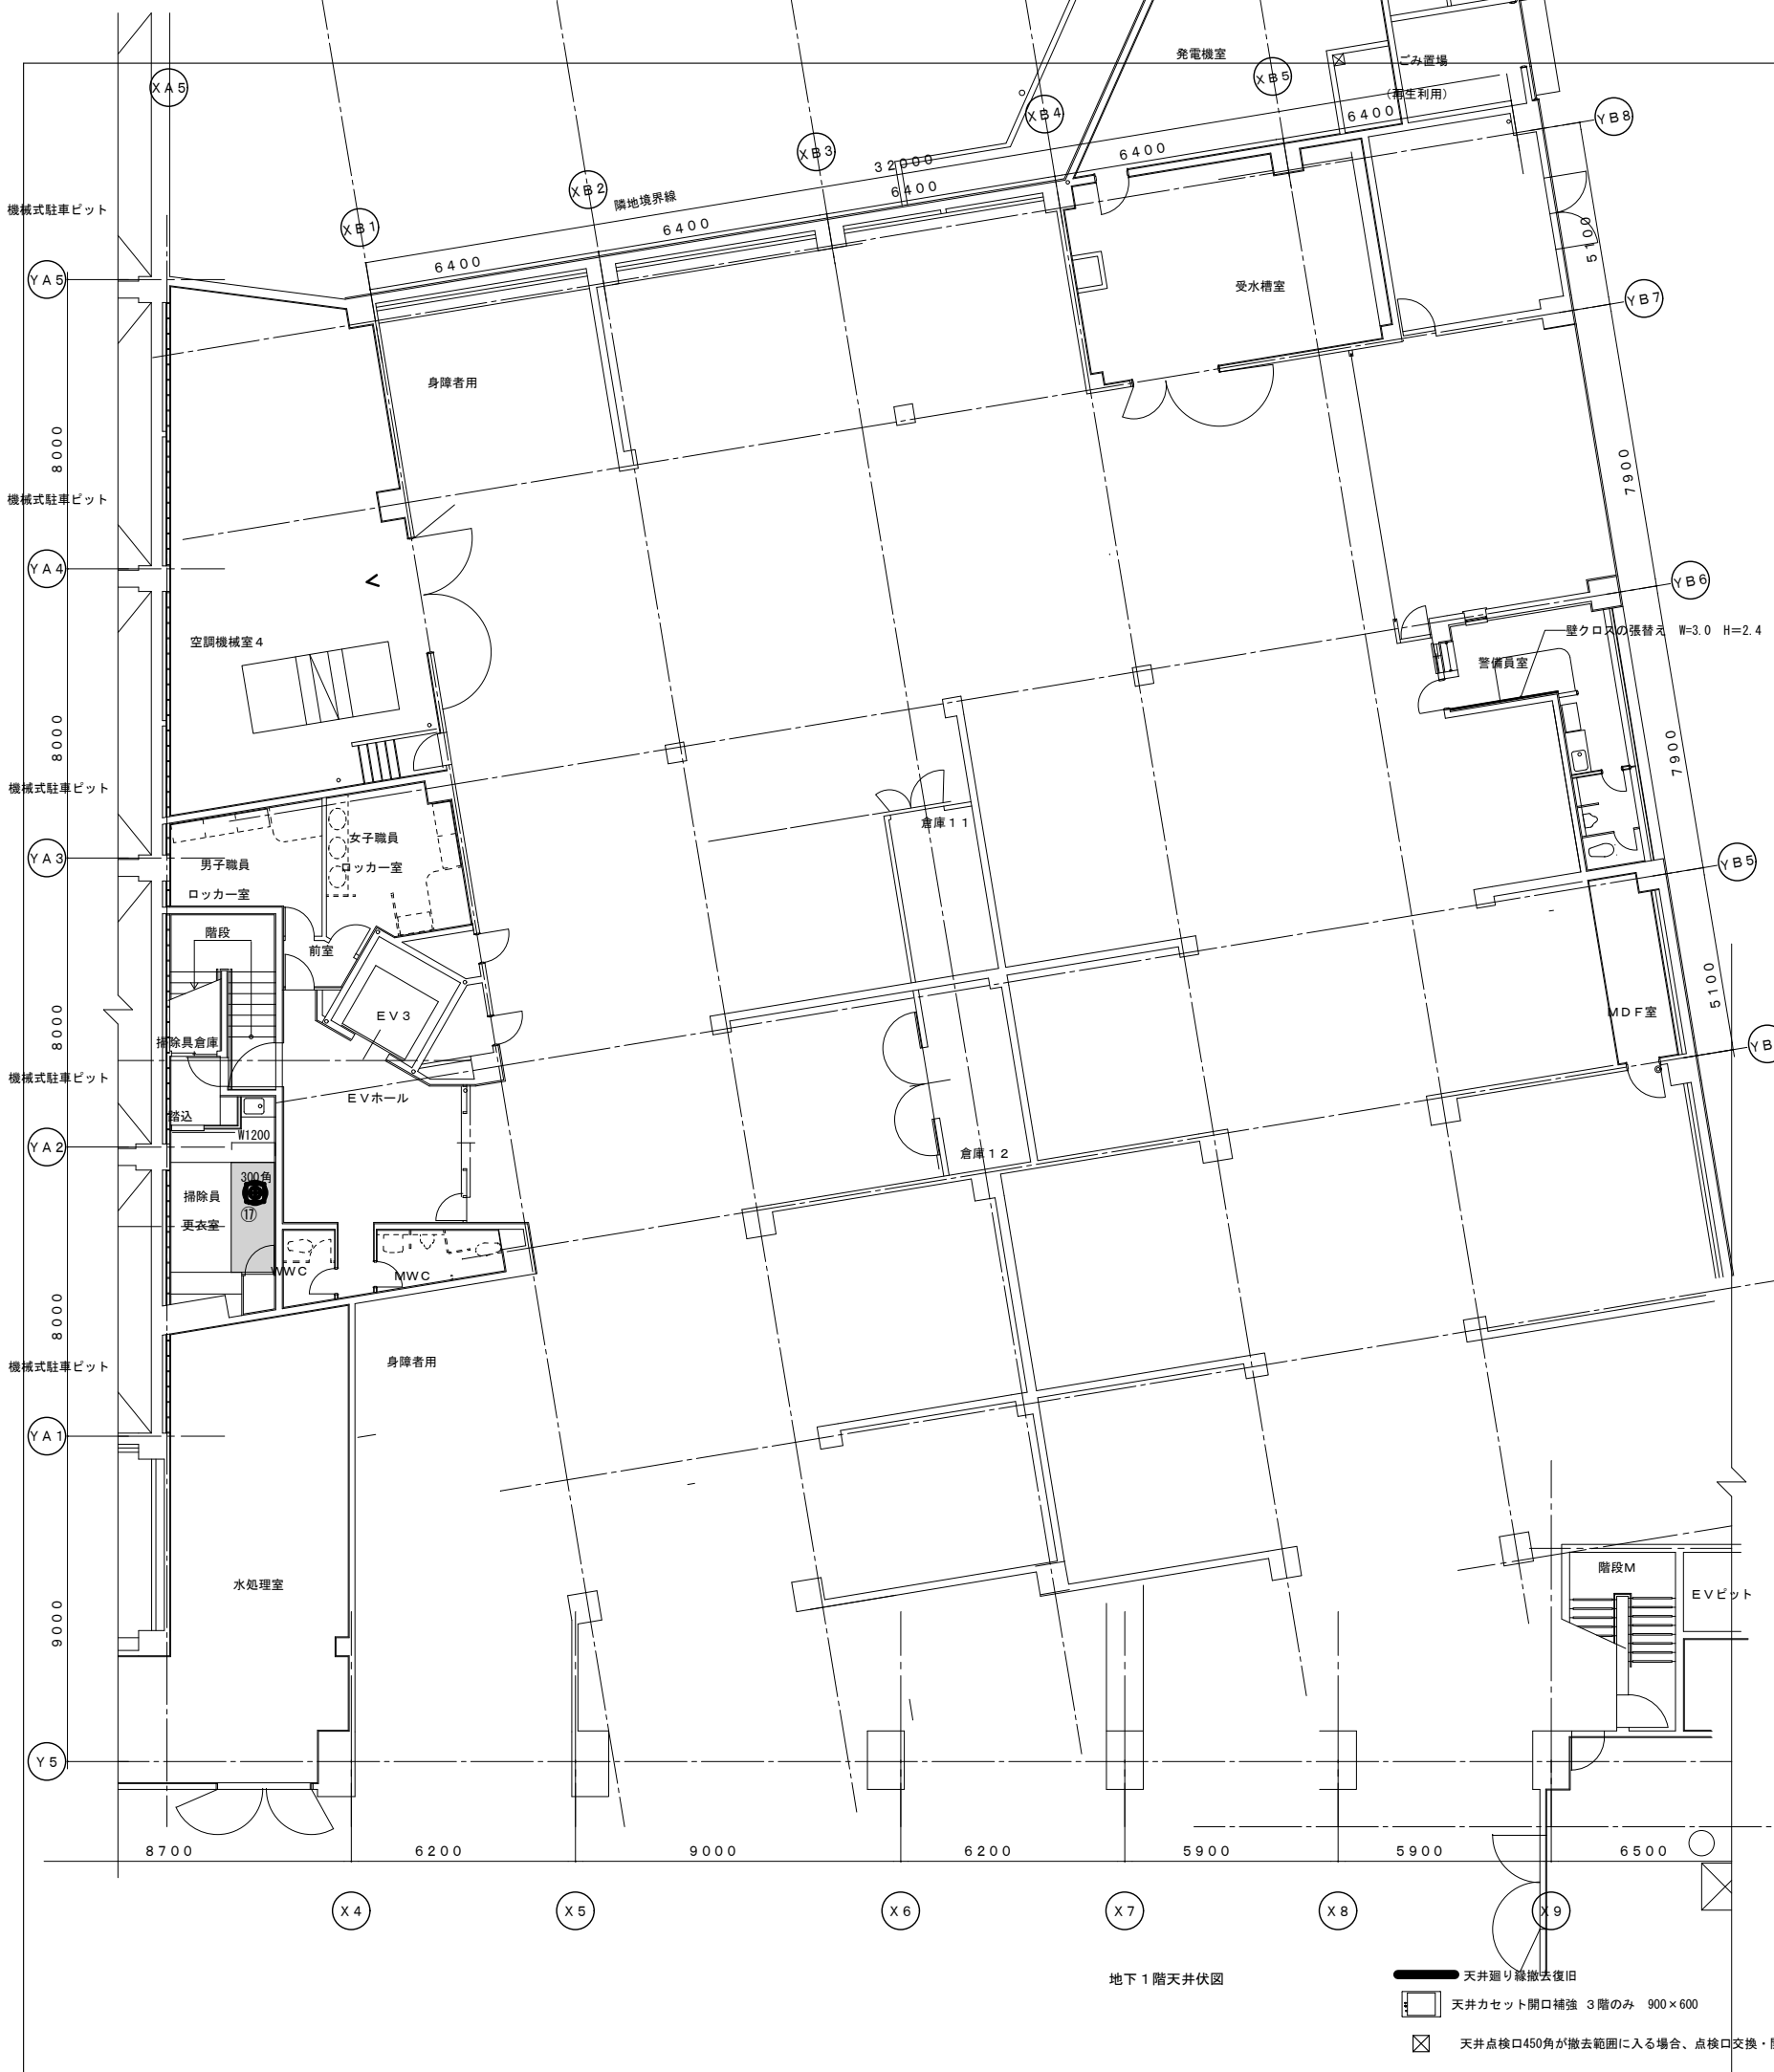 発電機室
ごみ置場
(再生利用)
XA5
XB5
XB4
XB3
XB2
XB1
YB8
6400
6400
32000
6400
6400
6400
隣地境界線
機械式駐車ピット
YA5
受水槽室
5100
YB7
身障者用
8000
7900
機械式駐車ピット
YA4
YB6
空調機械室4
壁クロスの張替え W=3.0 H=2.4
警備員室
8000
7900
機械式駐車ピット
倉庫11
女子職員
ロッカー室
YA3
男子職員
ロッカー室
YB5
階段
前室
5100
EV3
MDF室
8000
掃除具倉庫
機械式駐車ピット
EVホール
踏込
W1200
YA2
倉庫12
300角
掃除員
更衣室
⑰
WWC
MWC
8000
身障者用
機械式駐車ピット
YA1
階段M
水処理室
EVピット
9000
Y5
8700
6200
9000
6200
5900
5900
6500
X4
X5
X6
X7
X8
X9
地下1階天井伏図
天井廻り縁撤去復旧
天井カセット開口補強 3階のみ 900×600
天井点検口450角が撤去範囲に入る場合、点検口交換・